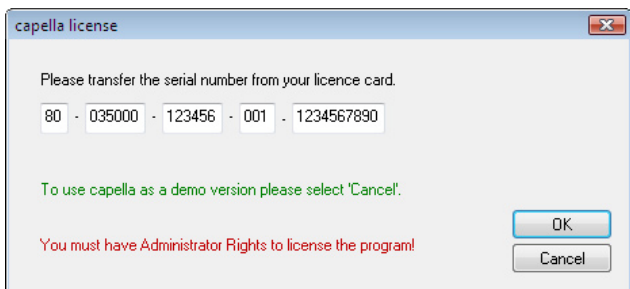 capella license
Please transfer the serial number from your licence card.
80 - 035000 - 123456 - 001 - 1234567890
To use capella as a demo version please select 'Cancel'.
You must have Administrator Rights to license the program!
OK
Cancel